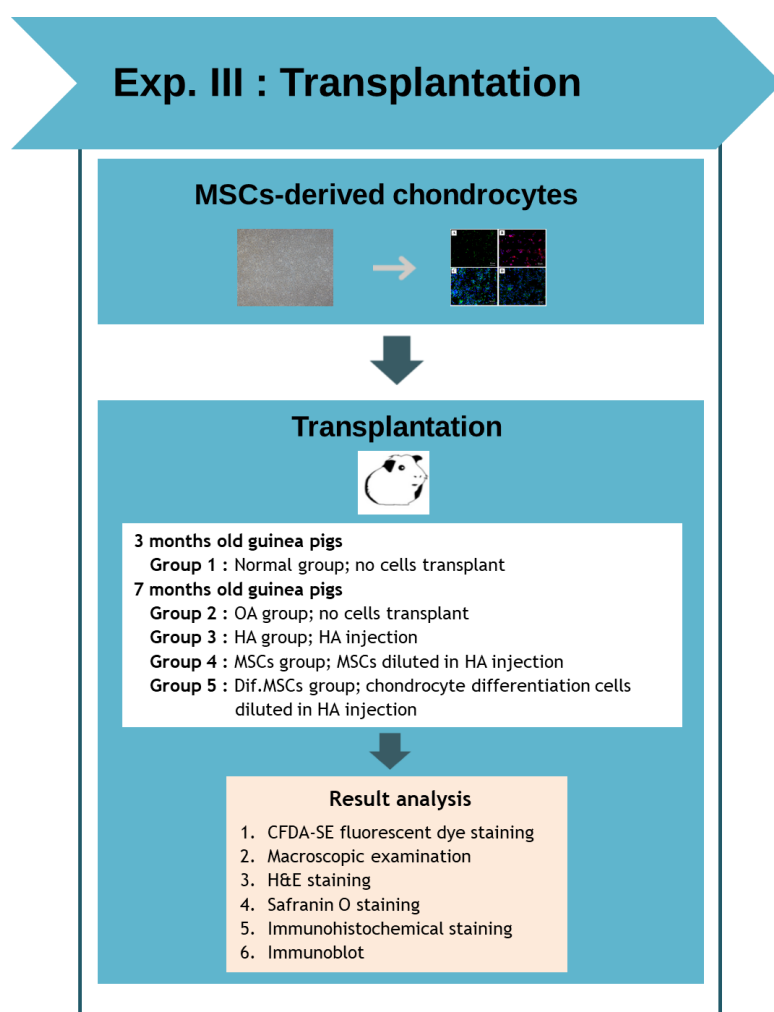 Exp. III : Transplantation
MSCs-derived chondrocytes
Transplantation
3 months old guinea pigs
Group 1 : Normal group; no cells transplant
7 months old guinea pigs
Group 2 : OA group; no cells transplant
Group 3 : HA group; HA injection
Group 4 : MSCs group; MSCs diluted in HA injection
Group 5 : Dif.MSCs group; chondrocyte differentiation cells
diluted in HA injection
Result analysis
1. CFDA-SE fluorescent dye staining
2. Macroscopic examination
3. H&E staining
4. Safranin O staining
5. Immunohistochemical staining
6. Immunoblot